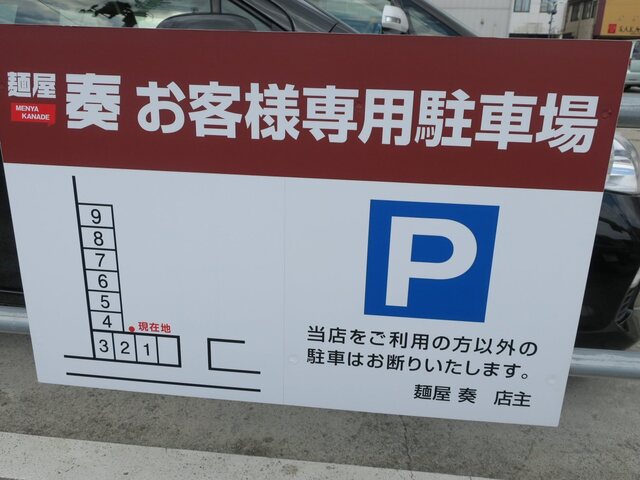 麺屋
MENYA
KANADE
奏 お客様専用駐車場
9
8
7
6
5
4
現在地
3 2 1
P
当店をご利用の方以外の
駐車はお断りいたします。
麺屋 奏 店主